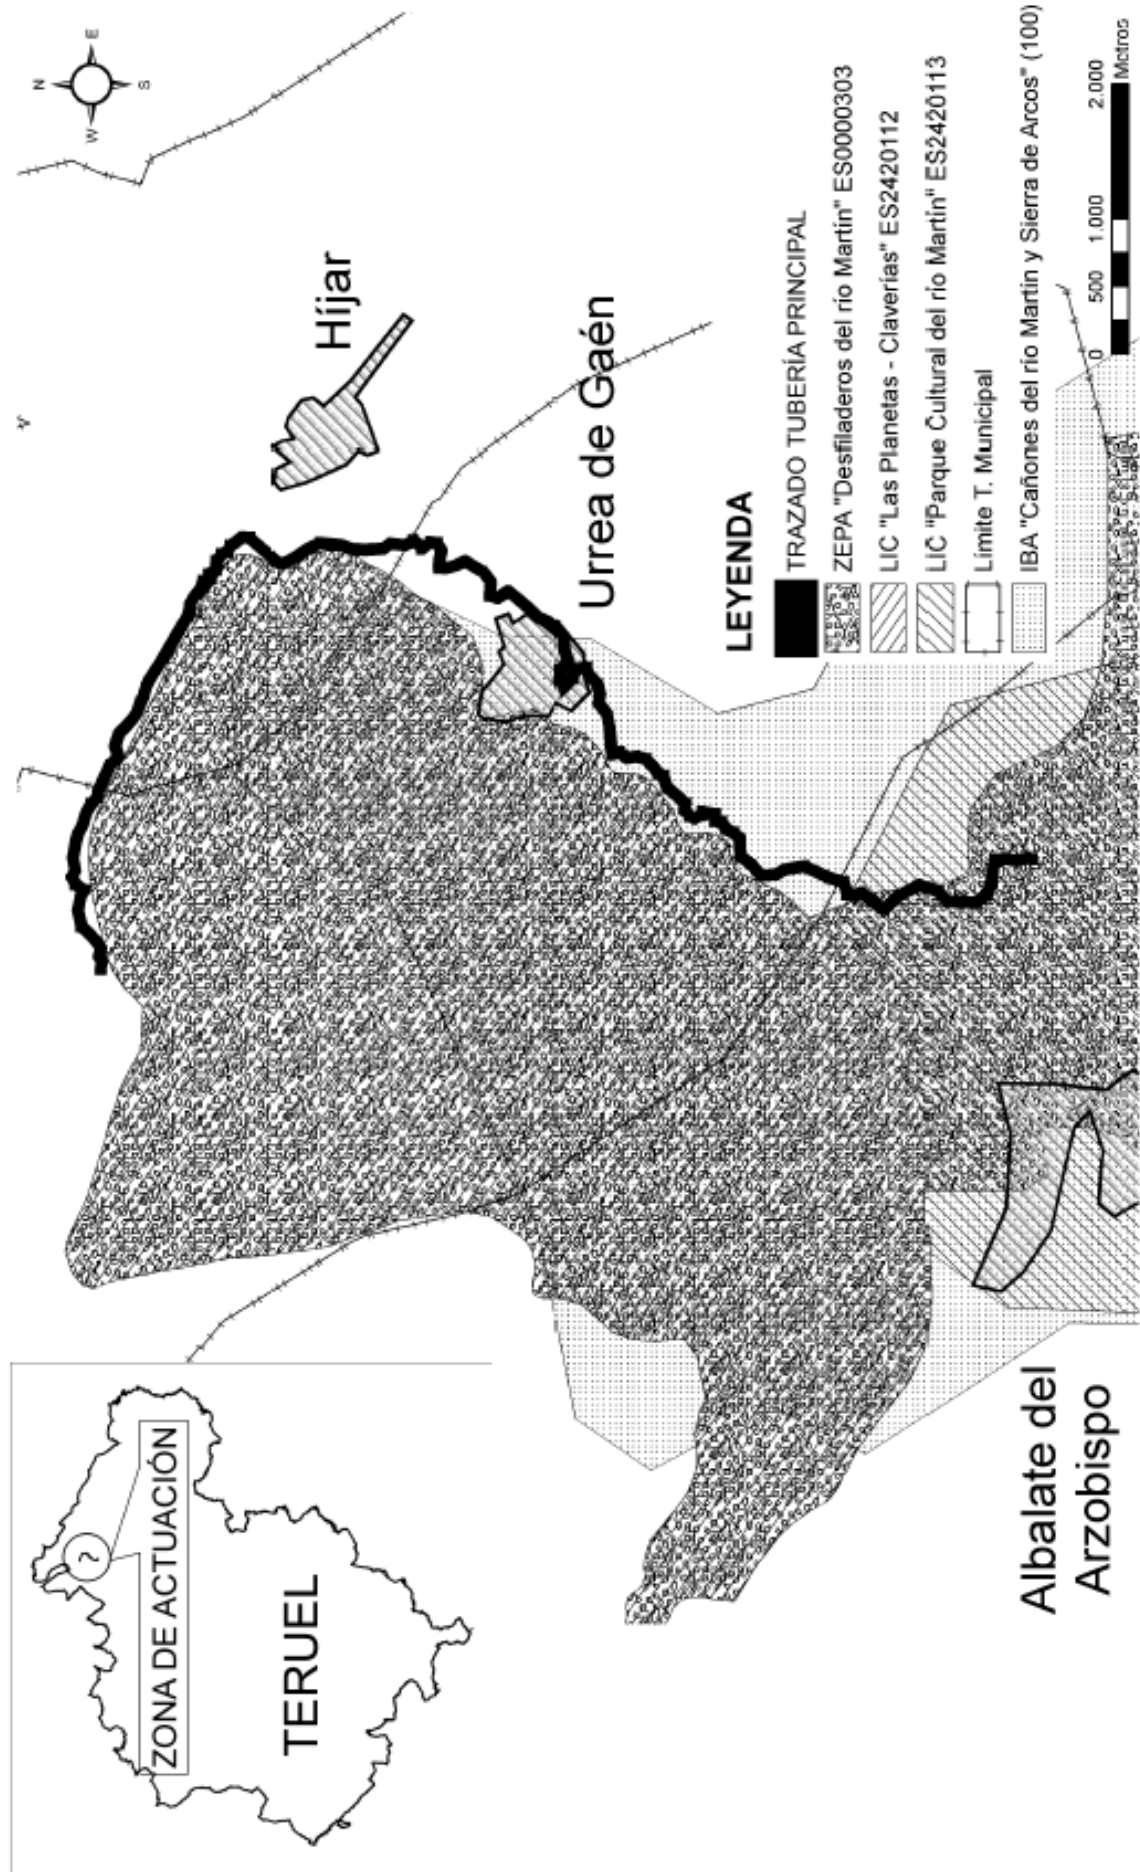 N
W
E
S
Híjar
Urrea de Gaén
LEYENDA
TRAZADO TUBERÍA PRINCIPAL
ZEPA "Desfiladeros del río Martín" ES0000303
LIC "Las Planetas - Claverías" ES2420112
LIC "Parque Cultural del río Martín" ES2420113
Límite T. Municipal
IBA "Cañones del río Martín y Sierra de Arcos" (100)
0 500 1.000 2.000
Metros
ZONA DE ACTUACIÓN
TERUEL
Albalate del
Arzobispo